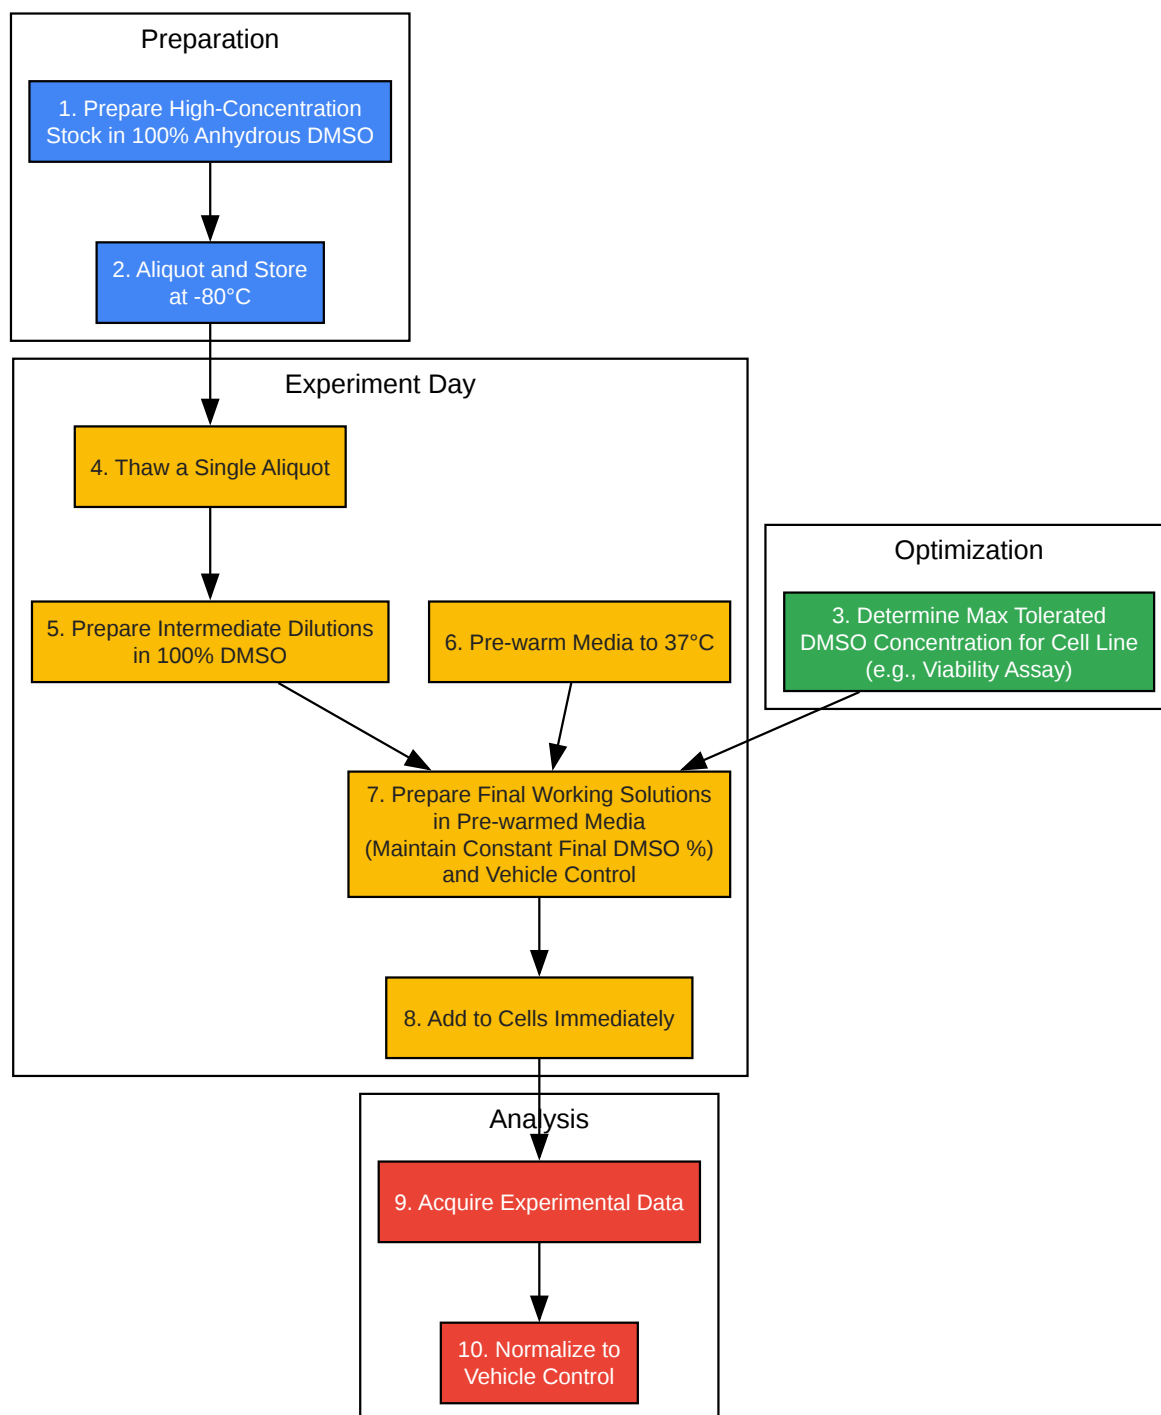 Preparation
1. Prepare High-Concentration
Stock in 100% Anhydrous DMSO
2. Aliquot and Store
at -80°C
Experiment Day
4. Thaw a Single Aliquot
5. Prepare Intermediate Dilutions
in 100% DMSO
6. Pre-warm Media to 37°C
Optimization
3. Determine Max Tolerated
DMSO Concentration for Cell Line
(e.g., Viability Assay)
7. Prepare Final Working Solutions
in Pre-warmed Media
(Maintain Constant Final DMSO %)
and Vehicle Control
8. Add to Cells Immediately
Analysis
9. Acquire Experimental Data
10. Normalize to
Vehicle Control